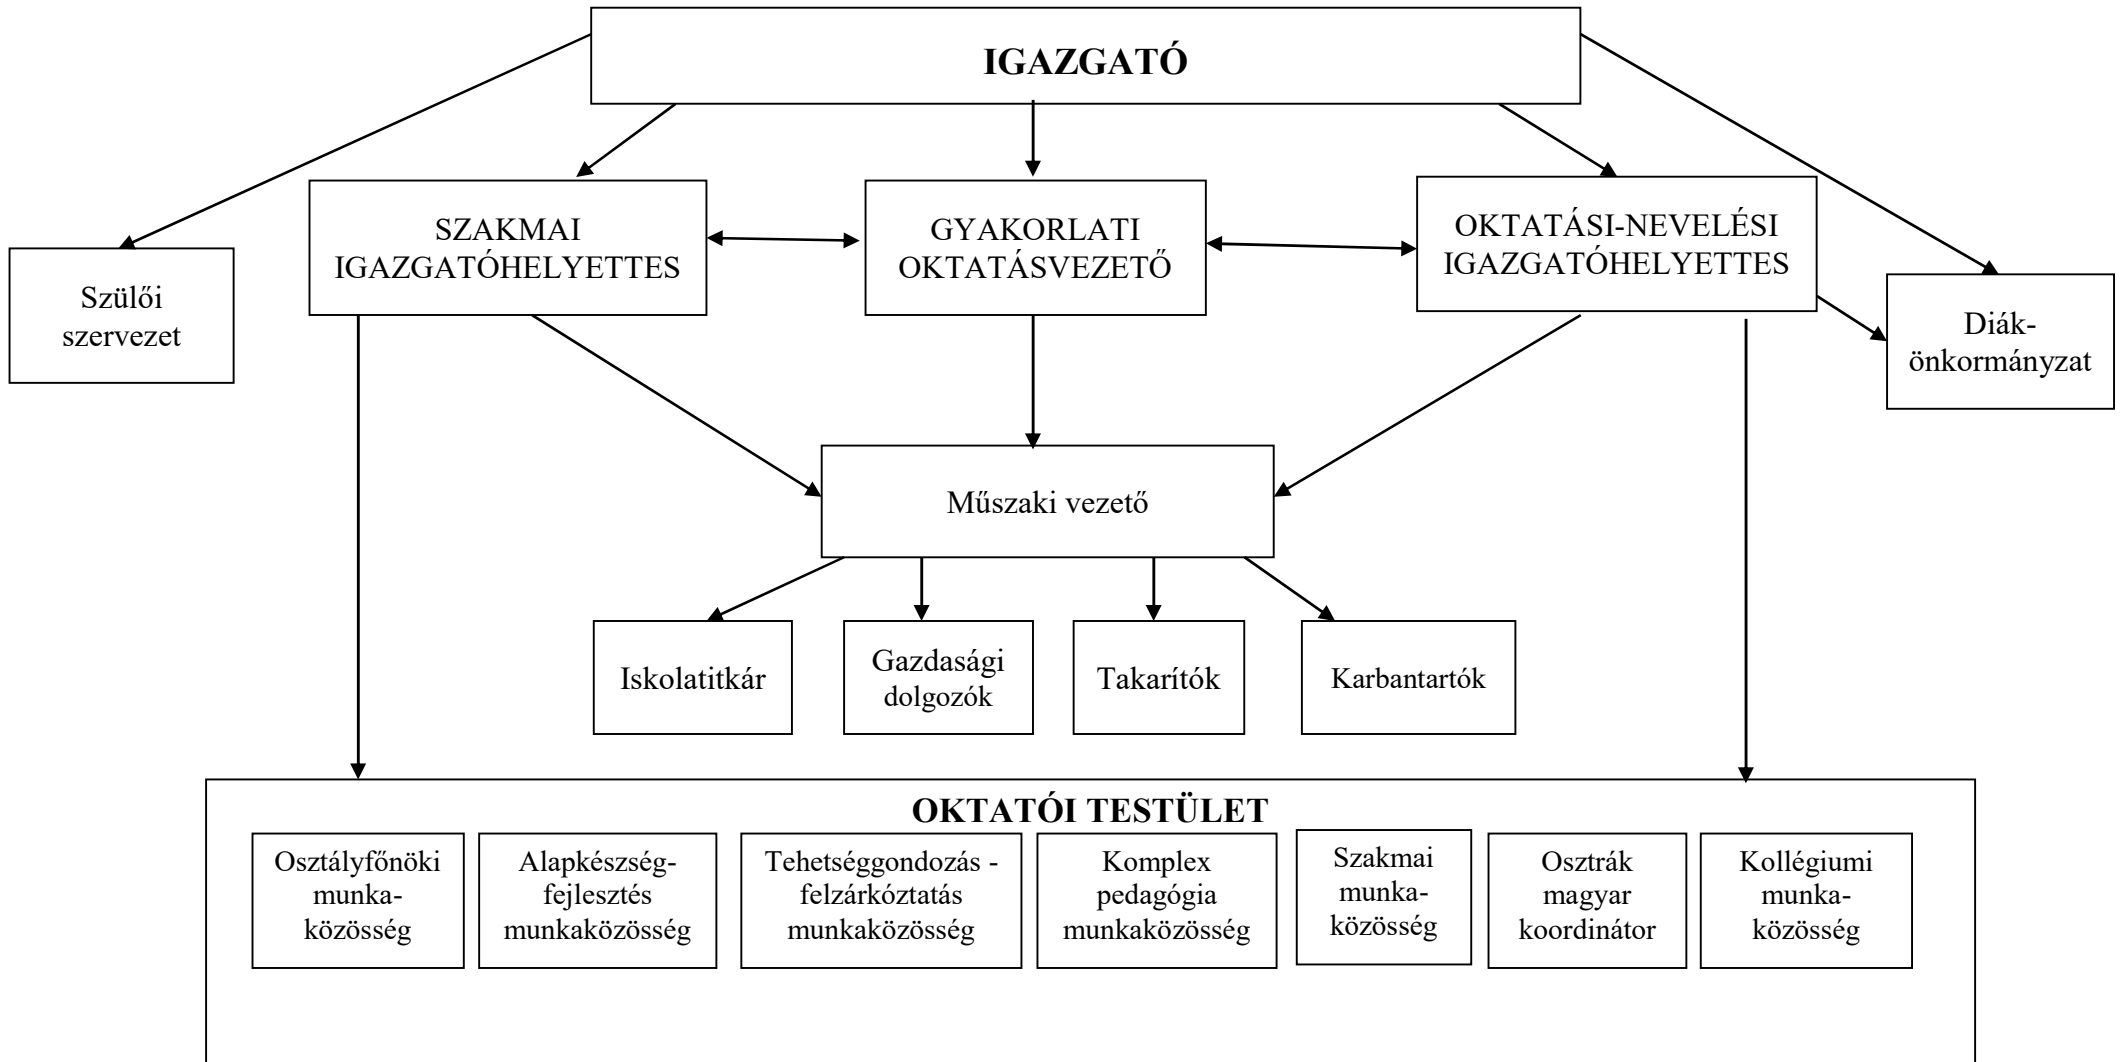 IGAZGATÓ
SZAKMAI
IGAZGATÓHELYETTES
GYAKORLATI
OKTATÁSVEZETŐ
OKTATÁSI-NEVELÉSI
IGAZGATÓHELYETTES
Szülői
szervezet
Diák-
önkormányzat
Műszaki vezető
Iskolatitkár
Gazdasági
dolgozók
Takarítók
Karbantartók
OKTATÓI TESTÜLET
Osztályfőnöki
munka-
közösség
Alapkészség-
fejlesztés
munkaközösség
Tehetséggondozás -
felzárkóztatás
munkaközösség
Komplex
pedagógia
munkaközösség
Szakmai
munka-
közösség
Osztrák
magyar
koordinátor
Kollégiumi
munka-
közösség